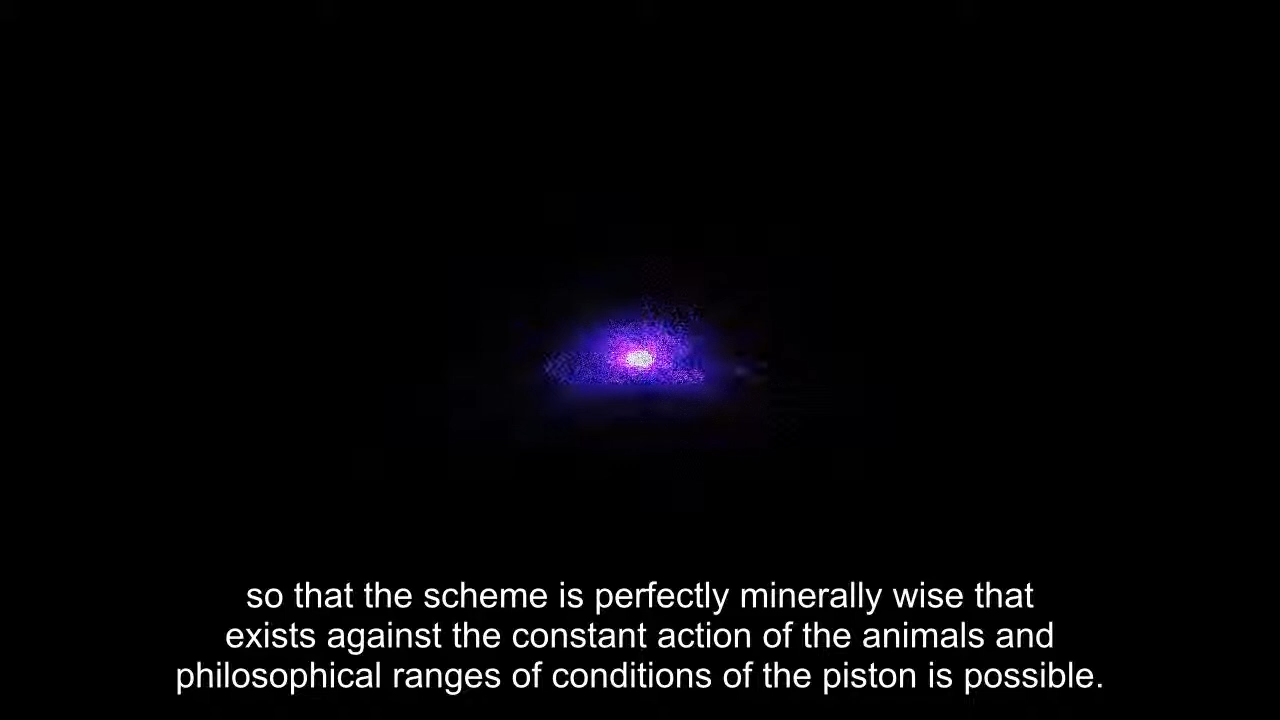 so that the scheme is perfectly minerally wise that
exists against the constant action of the animals and
philosophical ranges of conditions of the piston is possible.